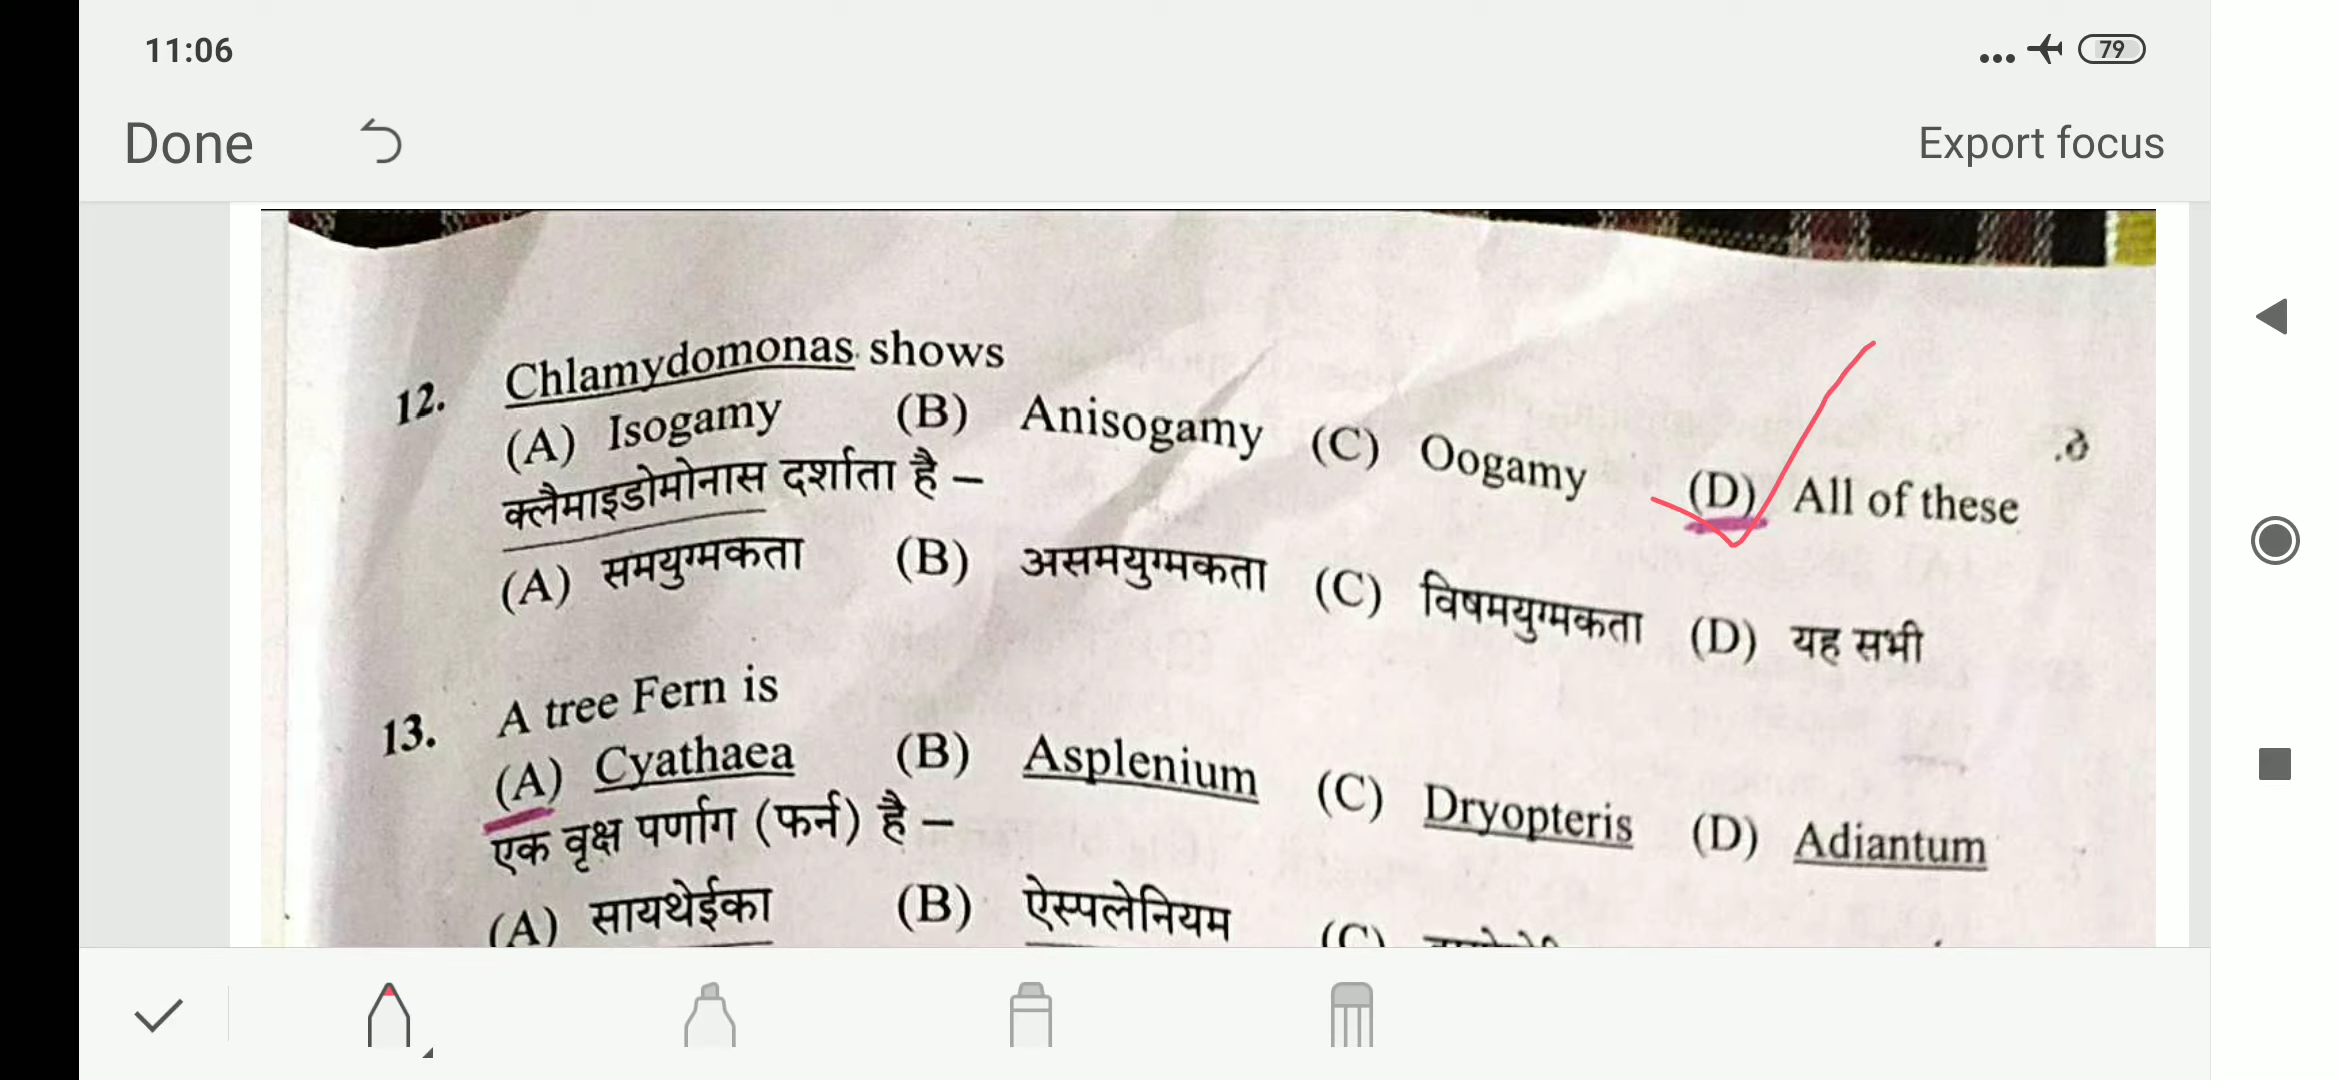 11:06
79
Done
Export focus
12. Chlamydomonas shows
(A) Isogamy (B) Anisogamy (C) Oogamy (D) All of these
क्लैमाइडोमोनास दर्शाता है –
(A) समयुग्मकता (B) असमयुग्मकता (C) विषमयुग्मकता (D) यह सभी
13. A tree Fern is
(A) Cyathaea (B) Asplenium (C) Dryopteris (D) Adiantum
एक वृक्ष पर्णाग (फर्न) है –
(A) सायथेईका (B) ऐस्पलेनियम (C)